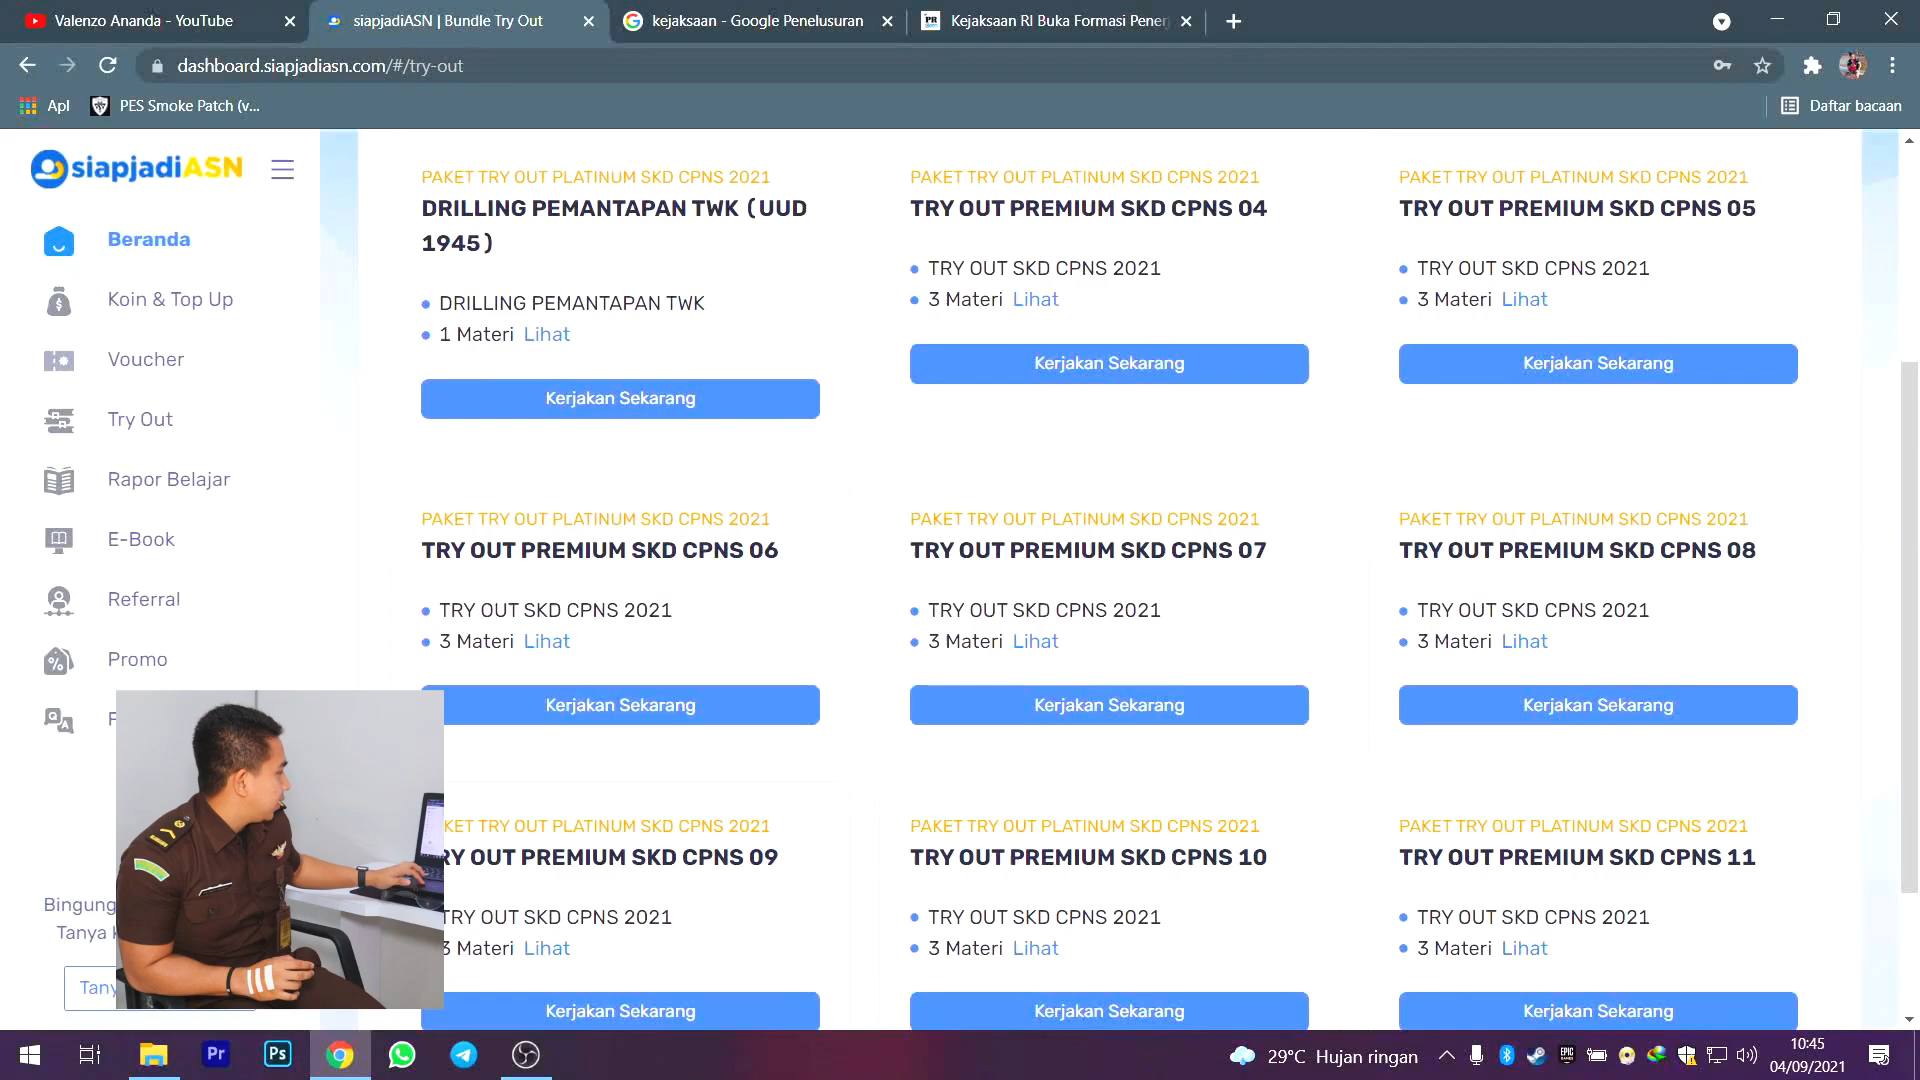 Valenzo Ananda - YouTube
siapjadiASN | Bundle Try Out
kejaksaan - Google Penelusuran
Kejaksaan RI Buka Formasi Pener
dashboard.siapjadiasn.com/#/try-out
Apl
PES Smoke Patch (v...
Daftar bacaan
siapjadiASN
Beranda
Koin & Top Up
Voucher
Try Out
Rapor Belajar
E-Book
Referral
Promo
F
Bingung
Tanya
Tany
PAKET TRY OUT PLATINUM SKD CPNS 2021
DRILLING PEMANTAPAN TWK (UUD
1945)
DRILLING PEMANTAPAN TWK
1 Materi Lihat
Kerjakan Sekarang
PAKET TRY OUT PLATINUM SKD CPNS 2021
TRY OUT PREMIUM SKD CPNS 04
TRY OUT SKD CPNS 2021
3 Materi Lihat
Kerjakan Sekarang
PAKET TRY OUT PLATINUM SKD CPNS 2021
TRY OUT PREMIUM SKD CPNS 05
TRY OUT SKD CPNS 2021
3 Materi Lihat
Kerjakan Sekarang
PAKET TRY OUT PLATINUM SKD CPNS 2021
TRY OUT PREMIUM SKD CPNS 06
TRY OUT SKD CPNS 2021
3 Materi Lihat
Kerjakan Sekarang
PAKET TRY OUT PLATINUM SKD CPNS 2021
TRY OUT PREMIUM SKD CPNS 07
TRY OUT SKD CPNS 2021
3 Materi Lihat
Kerjakan Sekarang
PAKET TRY OUT PLATINUM SKD CPNS 2021
TRY OUT PREMIUM SKD CPNS 08
TRY OUT SKD CPNS 2021
3 Materi Lihat
Kerjakan Sekarang
KET TRY OUT PLATINUM SKD CPNS 2021
RY OUT PREMIUM SKD CPNS 09
TRY OUT SKD CPNS 2021
3 Materi Lihat
Kerjakan Sekarang
PAKET TRY OUT PLATINUM SKD CPNS 2021
TRY OUT PREMIUM SKD CPNS 10
TRY OUT SKD CPNS 2021
3 Materi Lihat
Kerjakan Sekarang
PAKET TRY OUT PLATINUM SKD CPNS 2021
TRY OUT PREMIUM SKD CPNS 11
TRY OUT SKD CPNS 2021
3 Materi Lihat
Kerjakan Sekarang
Pr
Ps
29°C Hujan ringan
10:45
04/09/2021